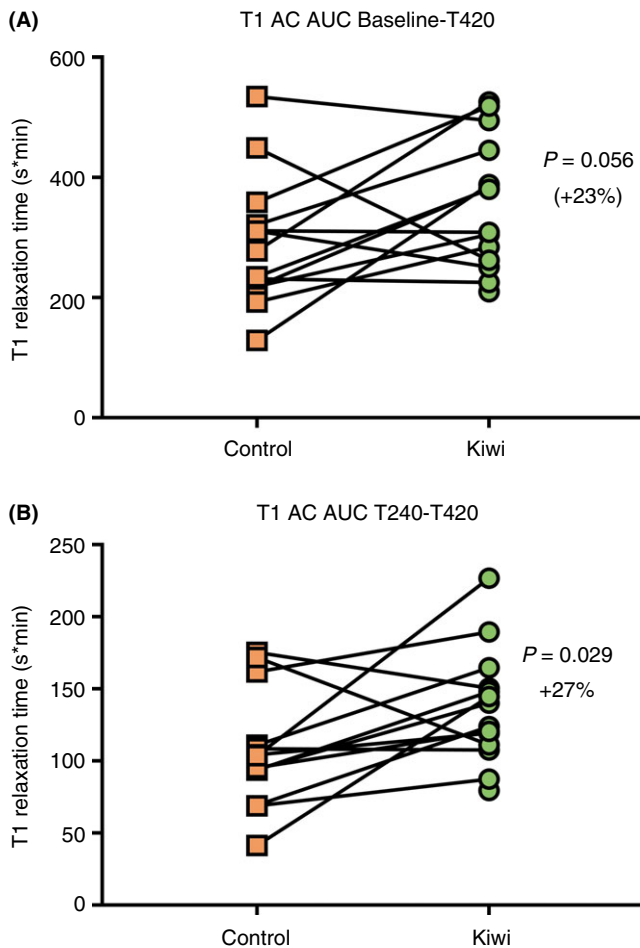 (A)
T1 AC AUC Baseline-T420
T1 relaxation time (s*min)
600
400
200
0
P = 0.056
(+23%)
Control
Kiwi
(B)
T1 AC AUC T240-T420
T1 relaxation time (s*min)
250
200
150
100
50
0
P = 0.029
+27%
Control
Kiwi